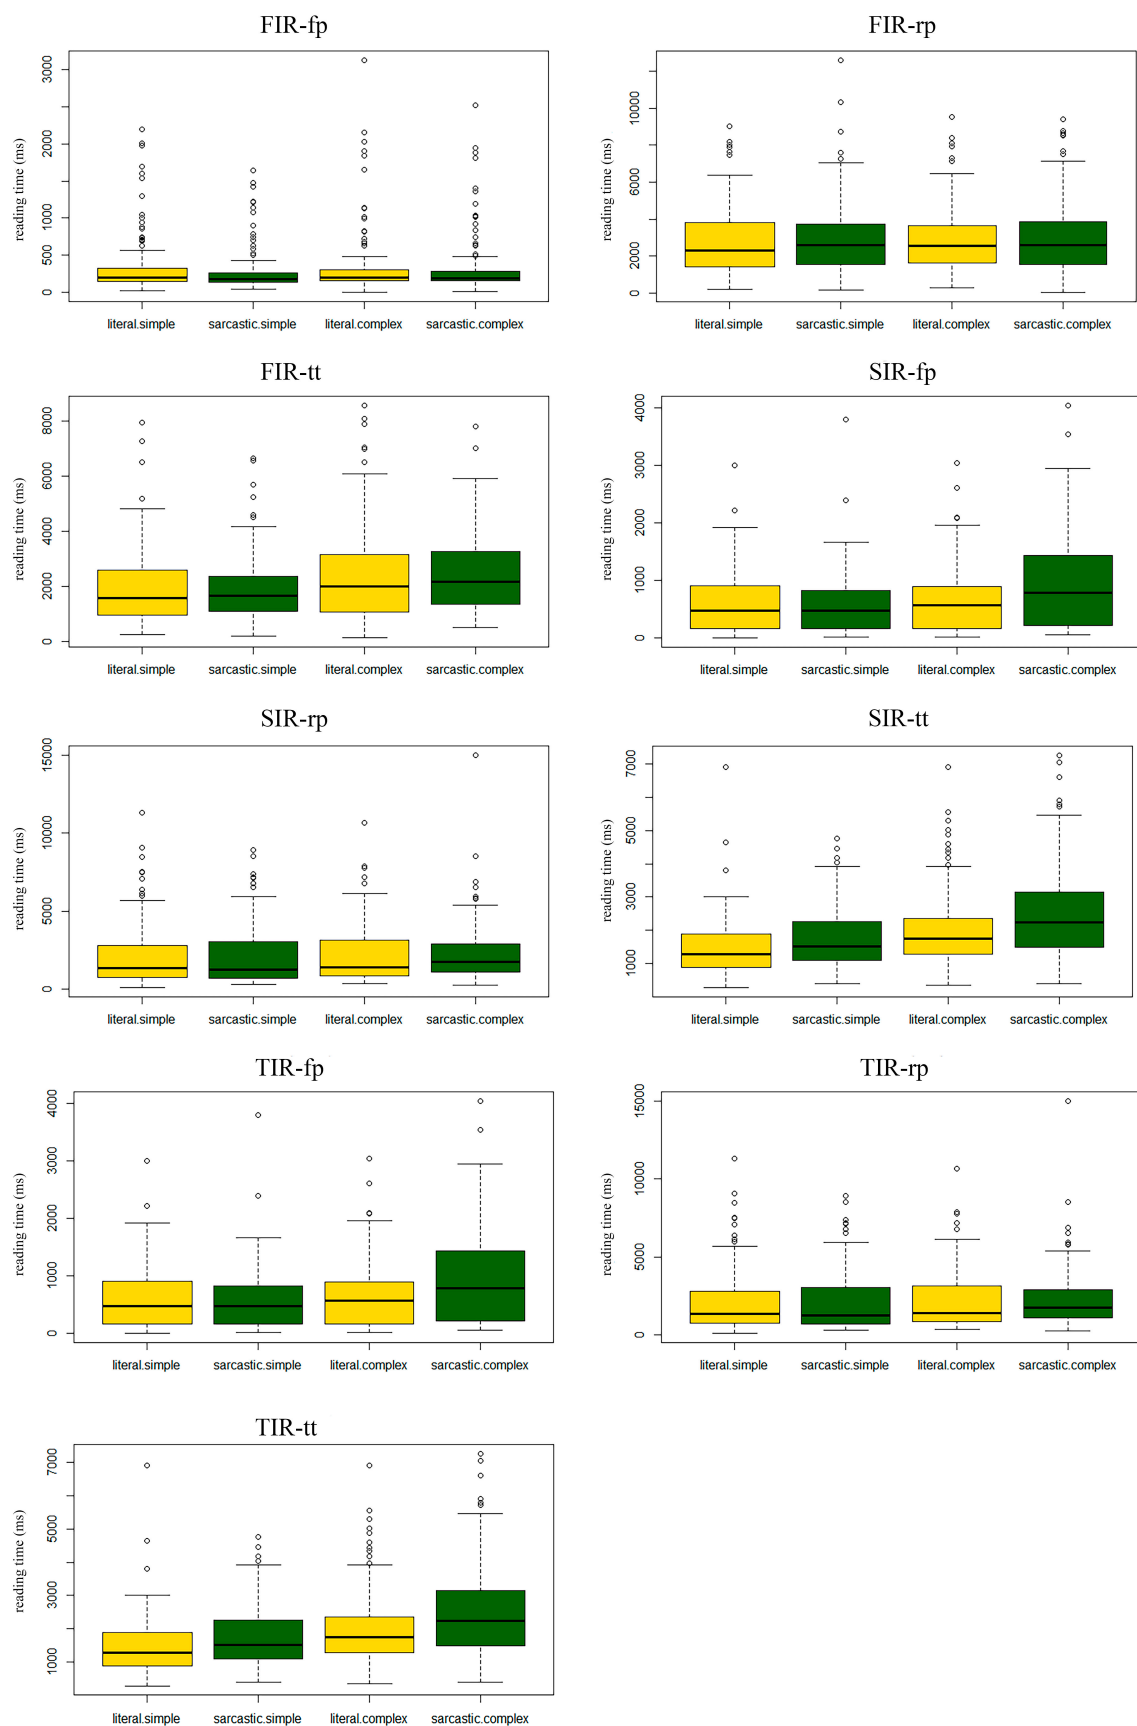 FIR-fp
reading time (ms)
3000
2000
1000
500
0
literal.simple sarcastic.simple literal.complex sarcastic.complex
FIR-rp
reading time (ms)
10000
6000
2000
0
literal.simple sarcastic.simple literal.complex sarcastic.complex
FIR-tt
reading time (ms)
8000
6000
4000
2000
0
literal.simple sarcastic.simple literal.complex sarcastic.complex
SIR-fp
reading time (ms)
4000
3000
2000
1000
0
literal.simple sarcastic.simple literal.complex sarcastic.complex
SIR-rp
reading time (ms)
15000
10000
5000
0
literal.simple sarcastic.simple literal.complex sarcastic.complex
SIR-tt
reading time (ms)
7000
5000
3000
1000
literal.simple sarcastic.simple literal.complex sarcastic.complex
TIR-fp
reading time (ms)
4000
3000
2000
1000
0
literal.simple sarcastic.simple literal.complex sarcastic.complex
TIR-rp
reading time (ms)
15000
10000
5000
0
literal.simple sarcastic.simple literal.complex sarcastic.complex
TIR-tt
reading time (ms)
7000
5000
3000
1000
literal.simple sarcastic.simple literal.complex sarcastic.complex